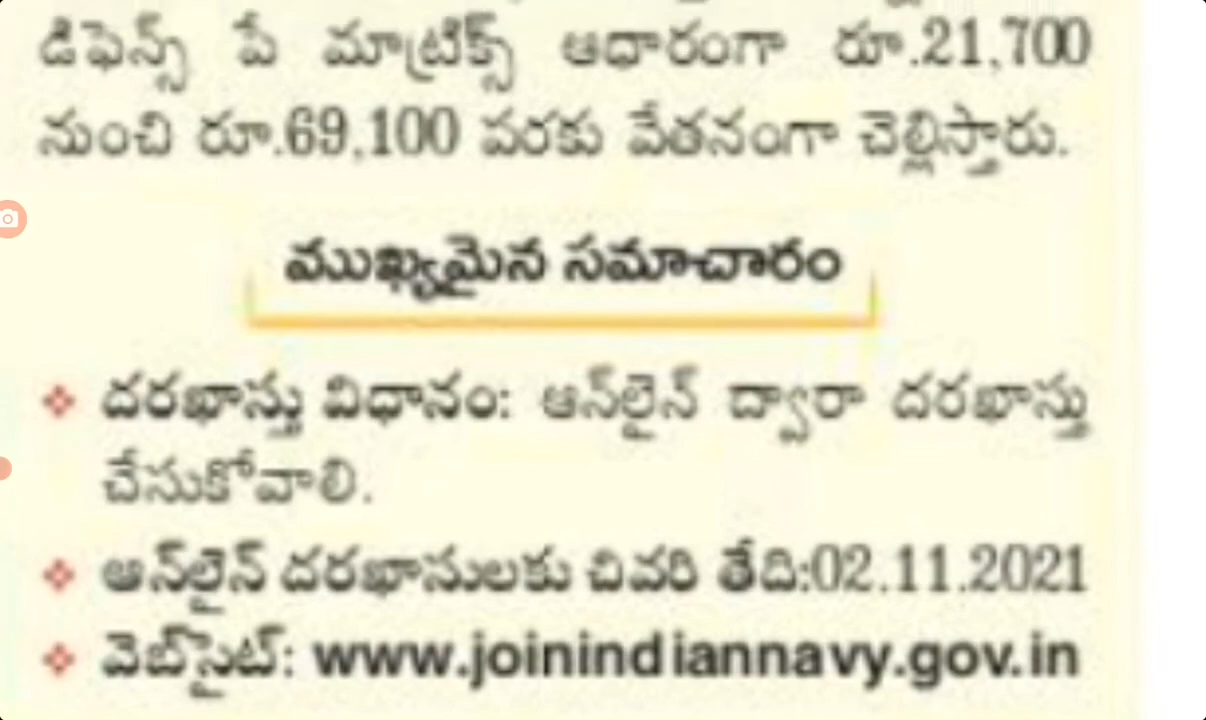 డిఫెన్స్ పే మాట్రిక్స్ ఆధారంగా రూ.21,700
నుంచి రూ.69,100 వరకు వేతనంగా చెల్లిస్తారు.
ముఖ్యమైన సమాచారం
❖ దరఖాస్తు విధానం: ఆన్‌లైన్ ద్వారా దరఖాస్తు
చేసుకోవాలి.
❖ ఆన్‌లైన్ దరఖాసులకు చివరి తేది:02.11.2021
❖ వెబ్‌సైట్: www.joinindiannavy.gov.in